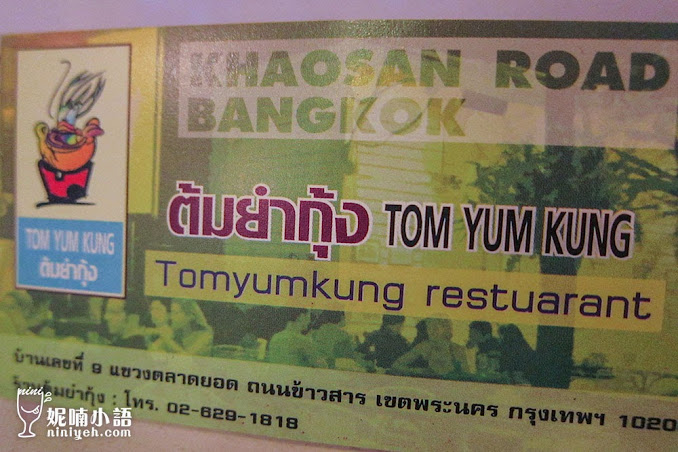 KHAOSAN ROAD
BANGKOK
ต้มยำกุ้ง TOM YUM KUNG
TOM YUM KUNG
ต้มยำกุ้ง
Tomyumkung restuarant
บ้านเลขที่ 9 แขวงตลาดยอด ถนนข้าวสาร เขตพระนคร กรุงเทพฯ 1020
ต้มยำกุ้ง : โทร. 02-629-1818
nini
妮喃小語
niniyeh.com